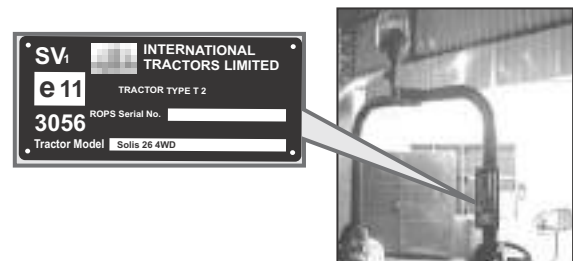 SV1
INTERNATIONAL
TRACTORS LIMITED
e 11
TRACTOR TYPE T 2
3056
ROPS Serial No.
Tractor Model Solis 26 4WD